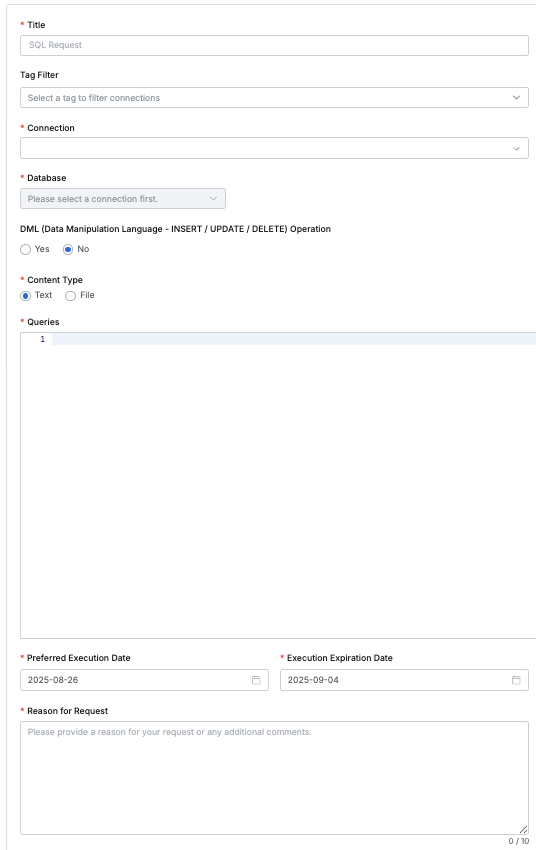 * Title
SQL Request
Tag Filter
Select a tag to filter connections
* Connection
* Database
Please select a connection first.
DML (Data Manipulation Language - INSERT / UPDATE / DELETE) Operation
Yes No
* Content Type
Text File
* Queries
1
* Preferred Execution Date * Execution Expiration Date
2025-08-26 2025-09-04
* Reason for Request
Please provide a reason for your request or any additional comments.
0 / 10